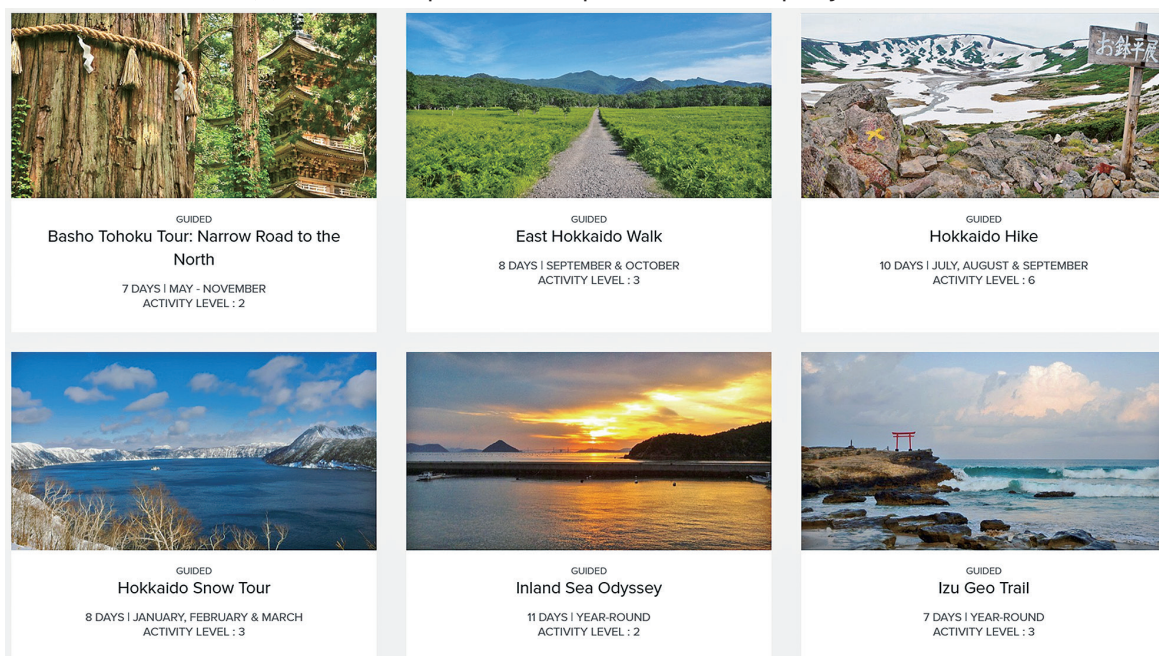 お鉢平展
GUIDED
Basho Tohoku Tour: Narrow Road to the
North
7 DAYS | MAY - NOVEMBER
ACTIVITY LEVEL : 2
GUIDED
East Hokkaido Walk
8 DAYS | SEPTEMBER & OCTOBER
ACTIVITY LEVEL : 3
GUIDED
Hokkaido Hike
10 DAYS | JULY, AUGUST & SEPTEMBER
ACTIVITY LEVEL : 6
GUIDED
Hokkaido Snow Tour
8 DAYS | JANUARY, FEBRUARY & MARCH
ACTIVITY LEVEL : 3
GUIDED
Inland Sea Odyssey
11 DAYS | YEAR-ROUND
ACTIVITY LEVEL : 2
GUIDED
Izu Geo Trail
7 DAYS | YEAR-ROUND
ACTIVITY LEVEL : 3